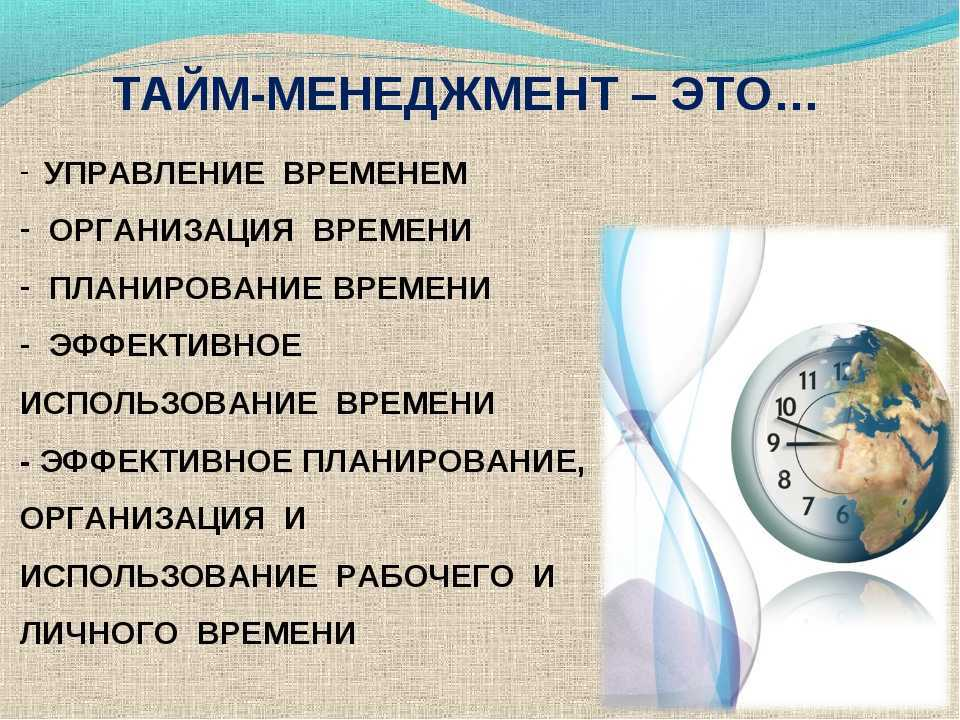 ТАЙМ-МЕНЕДЖМЕНТ – ЭТО...
- УПРАВЛЕНИЕ ВРЕМЕНЕМ
- ОРГАНИЗАЦИЯ ВРЕМЕНИ
- ПЛАНИРОВАНИЕ ВРЕМЕНИ
- ЭФФЕКТИВНОЕ
ИСПОЛЬЗОВАНИЕ ВРЕМЕНИ
- ЭФФЕКТИВНОЕ ПЛАНИРОВАНИЕ,
ОРГАНИЗАЦИЯ И
ИСПОЛЬЗОВАНИЕ РАБОЧЕГО И
ЛИЧНОГО ВРЕМЕНИ
11 12
10
9
8
7 6